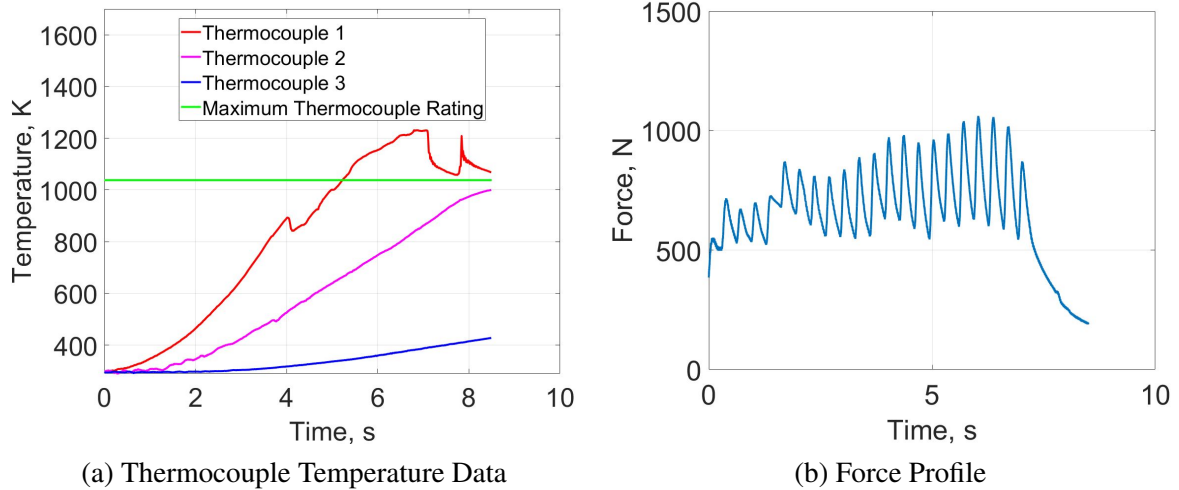 1600
1400
1200
1000
800
600
400
0
2
4
6
8
10
Temperature, K
Time, s
Thermocouple 1
Thermocouple 2
Thermocouple 3
Maximum Thermocouple Rating
(a) Thermocouple Temperature Data
1500
1000
500
0
0
5
10
Force, N
Time, s
(b) Force Profile